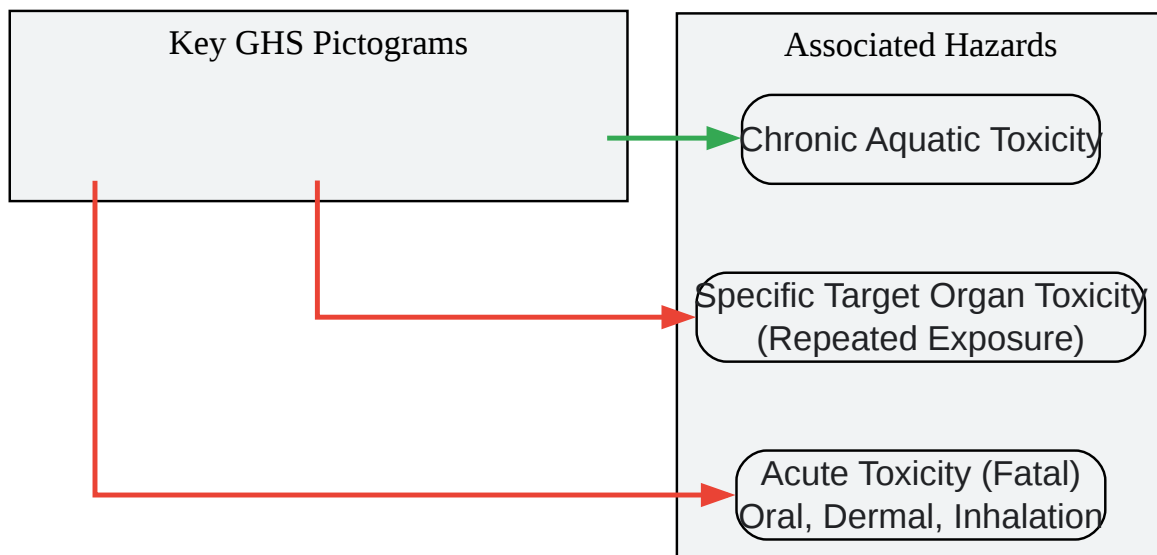 Key GHS Pictograms
Associated Hazards
Chronic Aquatic Toxicity
Specific Target Organ Toxicity
(Repeated Exposure)
Acute Toxicity (Fatal)
Oral, Dermal, Inhalation